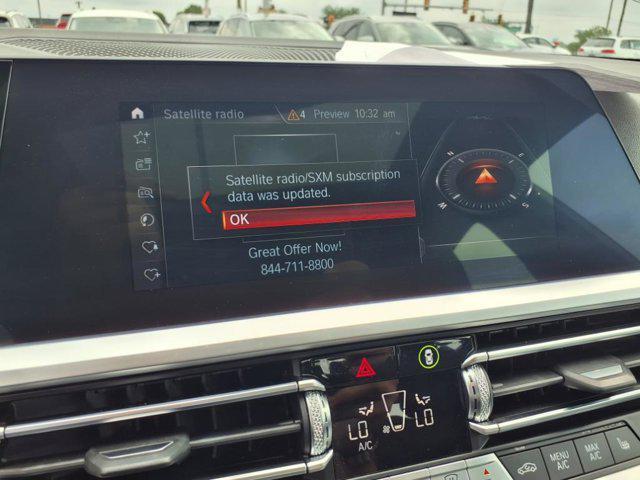 Satellite radio
4 Preview 10:32 am
Satellite radio/SXM subscription
data was updated.
OK
Great Offer Now!
844-711-8800
N
E
S
W
LO
LO
A/C
MENU
A/C
MAX
A/C